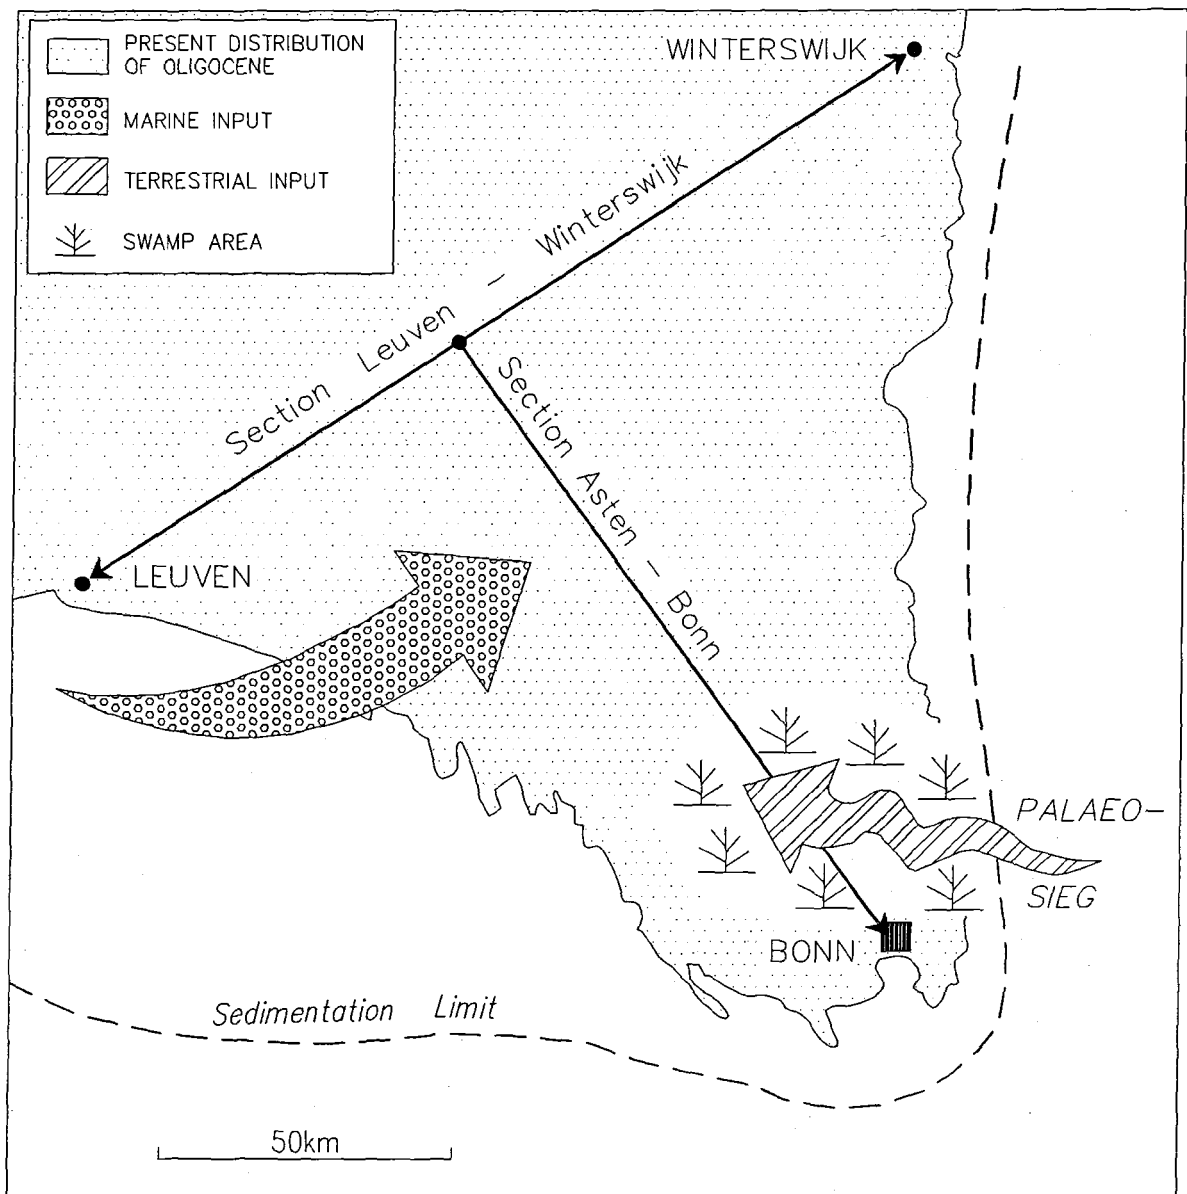 PRESENT DISTRIBUTION
OF OLIGOCENE
MARINE INPUT
TERRESTRIAL INPUT
SWAMP AREA
WINTERSWIJK
Section Leuven – Winterswijk
Section Asten – Bonn
LEUVEN
PALAEO–
SIEG
BONN
Sedimentation Limit
50km